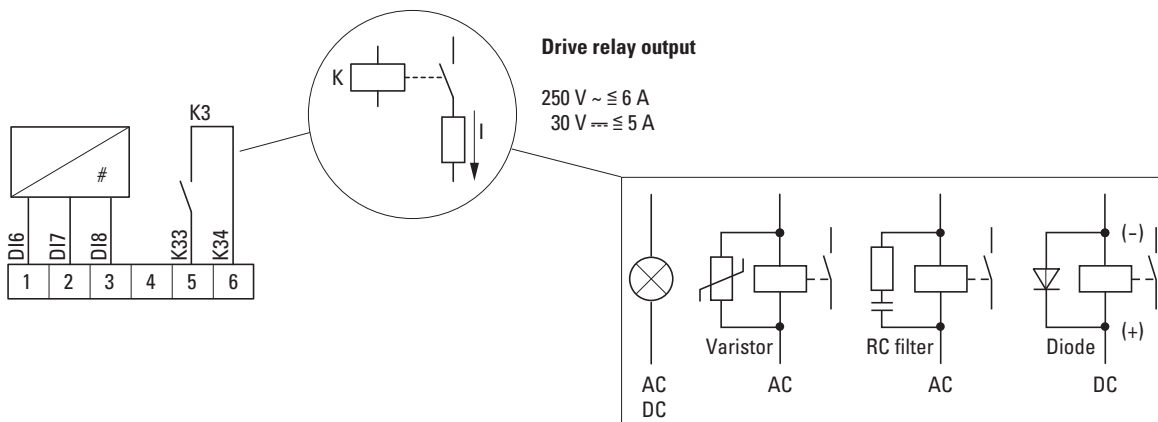 Drive relay output
250 V ~ ≦ 6 A
30 V ⎓ ≦ 5 A
K
I
K3
#
DI6 DI7 DI8 K33 K34
1 2 3 4 5 6
(–)
(+)
Varistor RC filter Diode
AC AC AC DC
DC